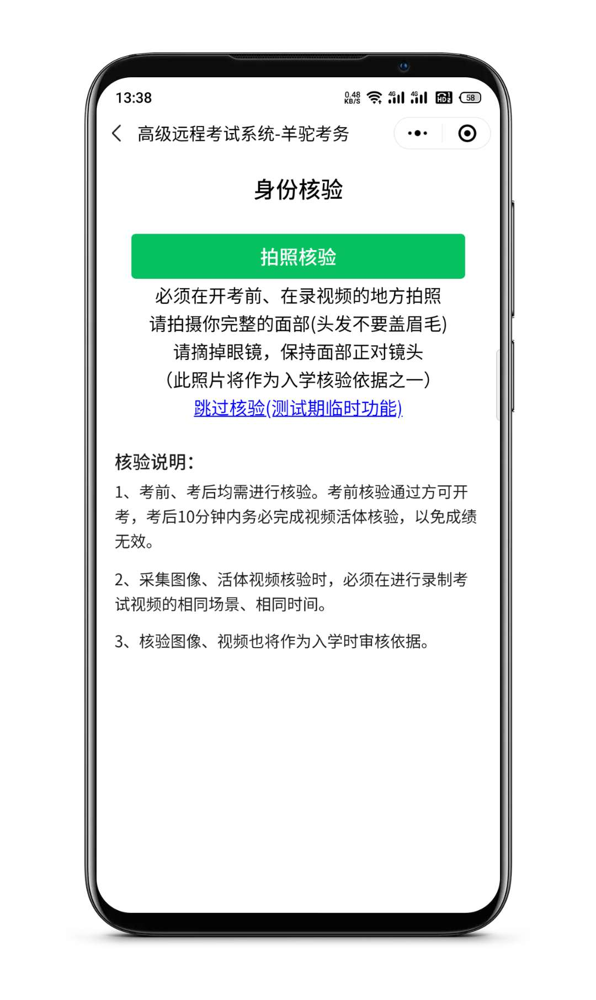 13:38
0.48 KB/S 4G 4G HD 1 2 58
高级远程考试系统-羊驼考务
身份核验
拍照核验
必须在开考前、在录视频的地方拍照
请拍摄你完整的面部(头发不要盖眉毛)
请摘掉眼镜，保持面部正对镜头
（此照片将作为入学核验依据之一）
跳过核验(测试期临时功能)
核验说明：
1、考前、考后均需进行核验。考前核验通过方可开
考，考后10分钟内务必完成视频活体核验，以免成绩
无效。
2、采集图像、活体视频核验时，必须在进行录制考
试视频的相同场景、相同时间。
3、核验图像、视频也将作为入学时审核依据。